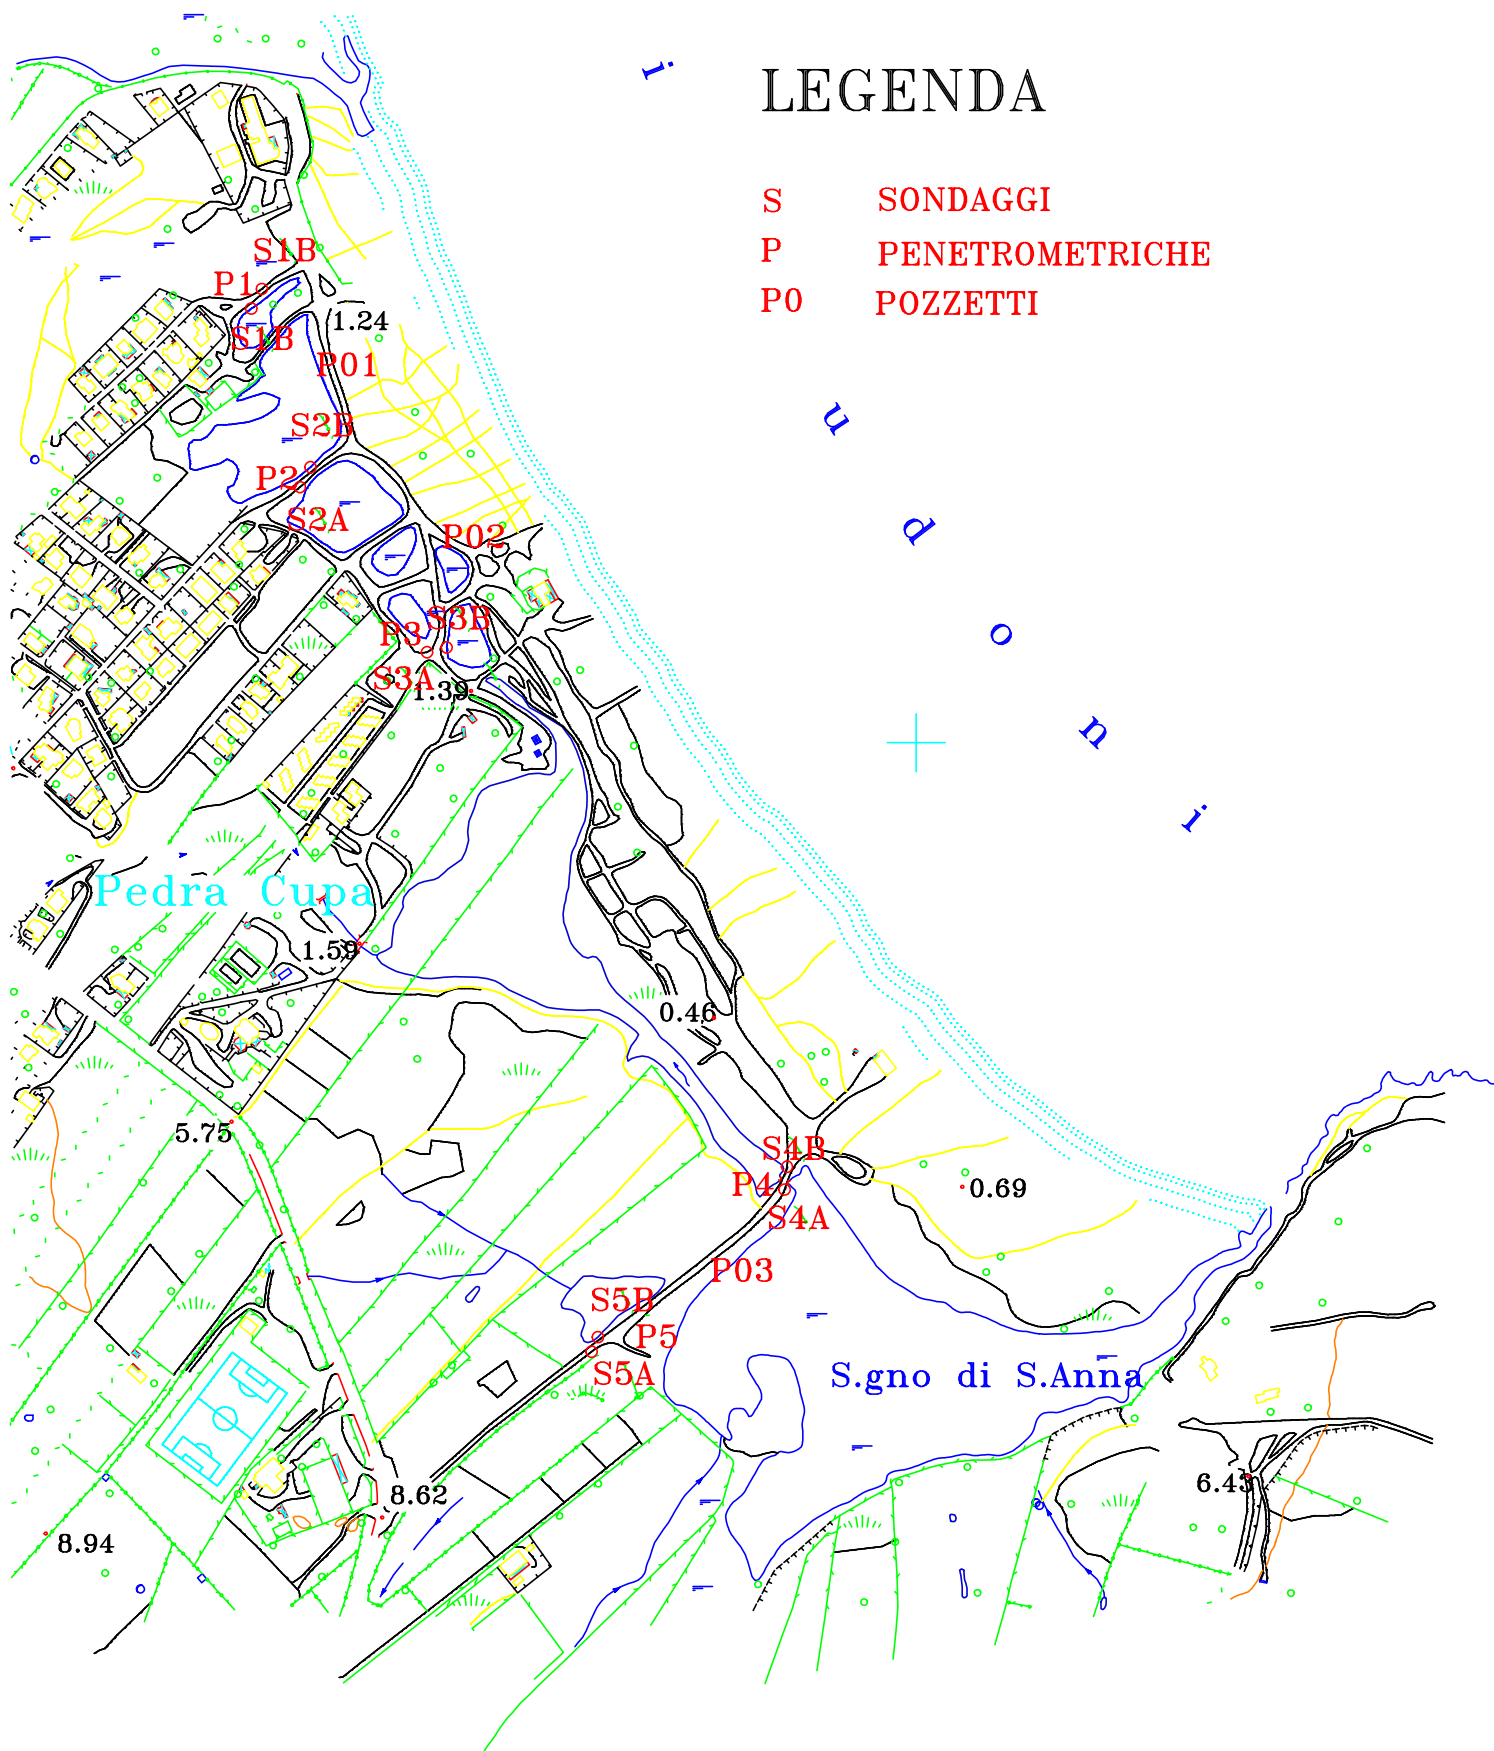 LEGENDA
S SONDAGGI
P PENETROMETRICHE
P0 POZZETTI
i
u
d
o
n
i
S1B
P1
1.24
S1B
P01
S2B
P2
S2A
P02
S3B
P3
S3A
1.39
Pedra Cupa
1.59
0.46
5.75
S4B
P4
0.69
S4A
P03
S5B
P5
S5A
S.gno di S.Anna
8.62
6.43
8.94